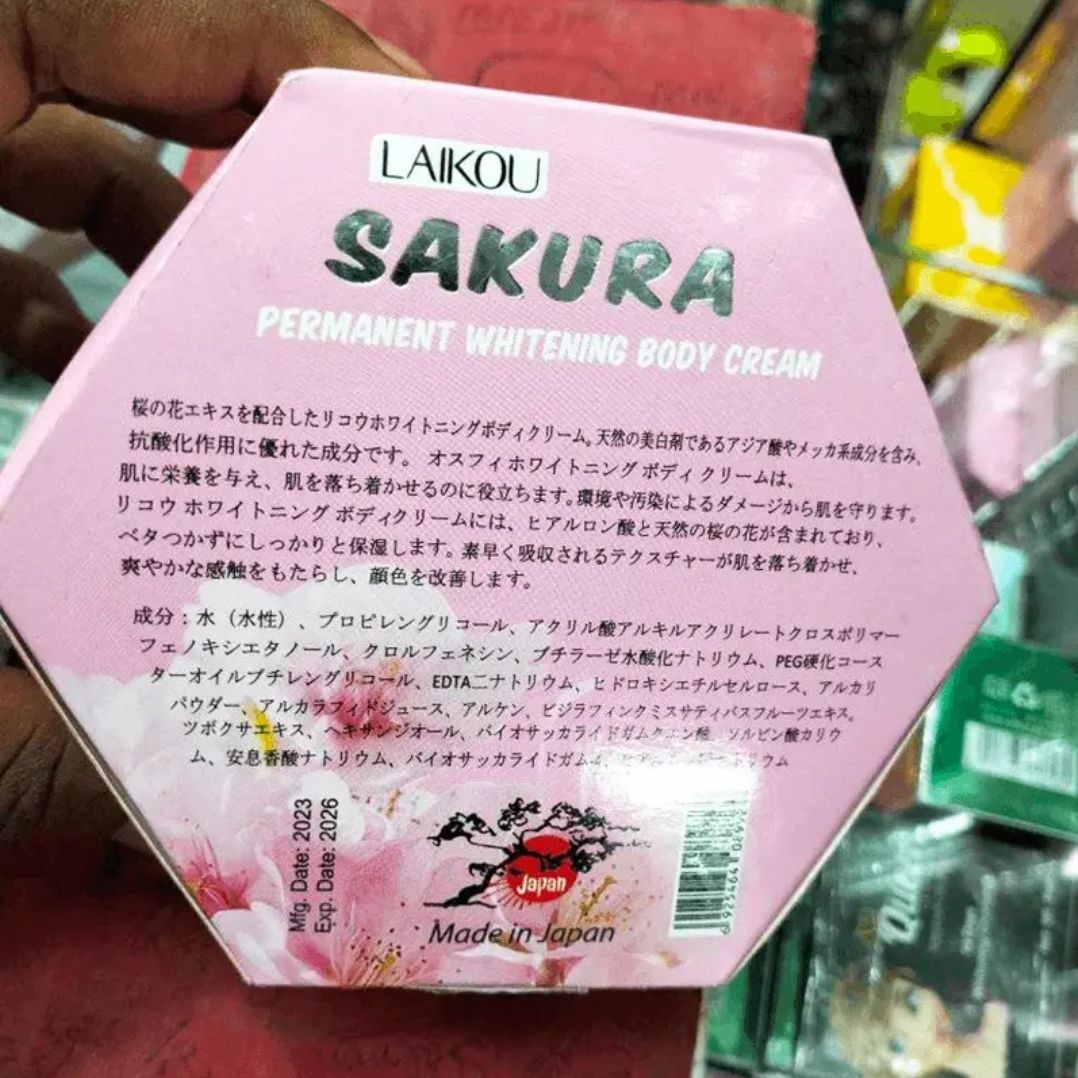 LAIKOU
SAKURA
PERMANENT WHITENING BODY CREAM
桜の花エキスを配合したリコウホワイトニングボディクリーム。天然の美白剤であるアジア酸やメッカ系成分を含み、
抗酸化作用に優れた成分です。 オスフィホワイトニング ボディ クリームは、
肌に栄養を与え、肌を落ち着かせるのに役立ちます。環境や汚染によるダメージから肌を守ります。
リコウ ホワイトニング ボディクリームには、ヒアルロン酸と天然の桜の花が含まれており、
ベタつかずにしっかりと保湿します。素早く吸収されるテクスチャーが肌を落ち着かせ、
爽やかな感触をもたらし、顔色を改善します。
成分：水（水性）、プロピレングリコール、アクリル酸アルキルアクリレートクロスポリマー
フェノキシエタノール、クロルフェネシン、ブチラーゼ水酸化ナトリウム、PEG硬化コース
ターオイルブチレングリコール、EDTA二ナトリウム、ヒドロキシエチルセルロース、アルカリ
パウダー、アルカラフィドジュース、アルケン、ビジラフィンクミスサティバスフルーツエキス。
ツボクサエキス、ヘキサンジオール、バイオサッカライドガムクエン酸、ソルビン酸カリウ
ム、安息香酸ナトリウム、バイオサッカライドガム
Mfg. Date: 2023
Exp. Date: 2026
Japan
Made in Japan